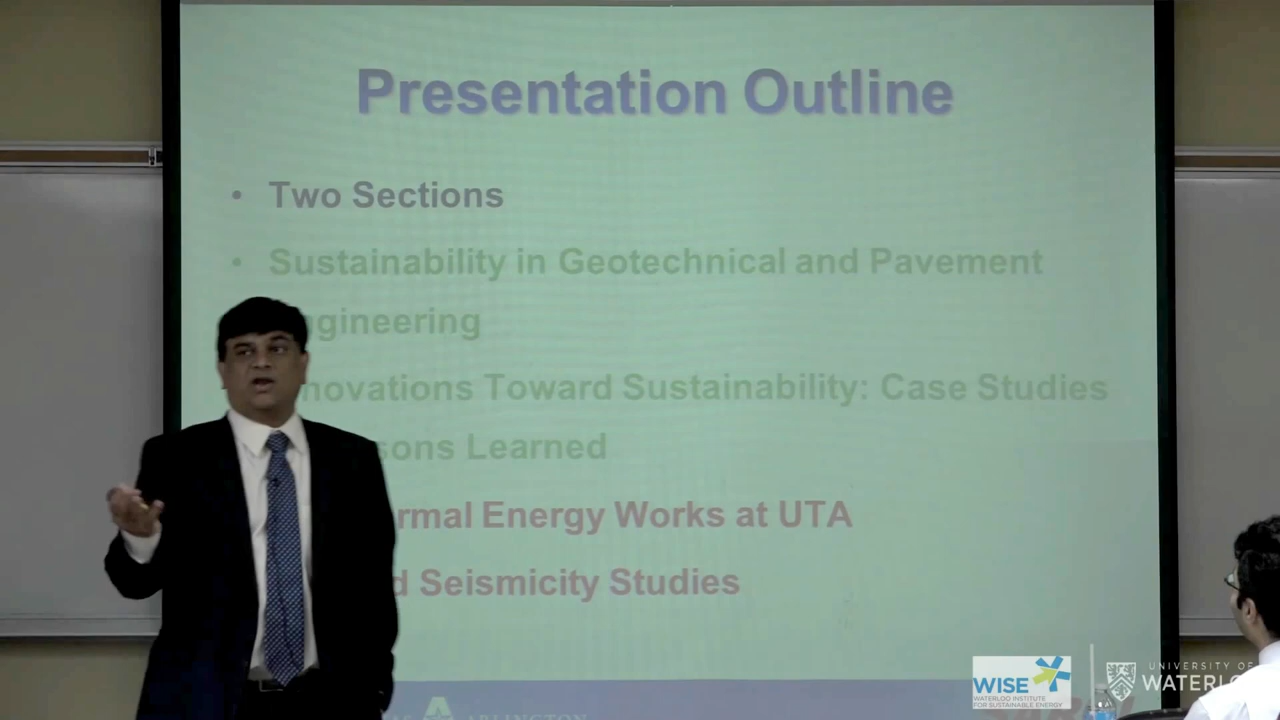 Presentation Outline
• Two Sections
• Sustainability in Geotechnical and Pavement
ngineering
novations Toward Sustainability: Case Studies
sons Learned
rmal Energy Works at UTA
d Seismicity Studies
WISE
WATERLOO INSTITUTE
FOR SUSTAINABLE ENERGY
UNIVERSITY OF
WATERLO
ARLINGTON